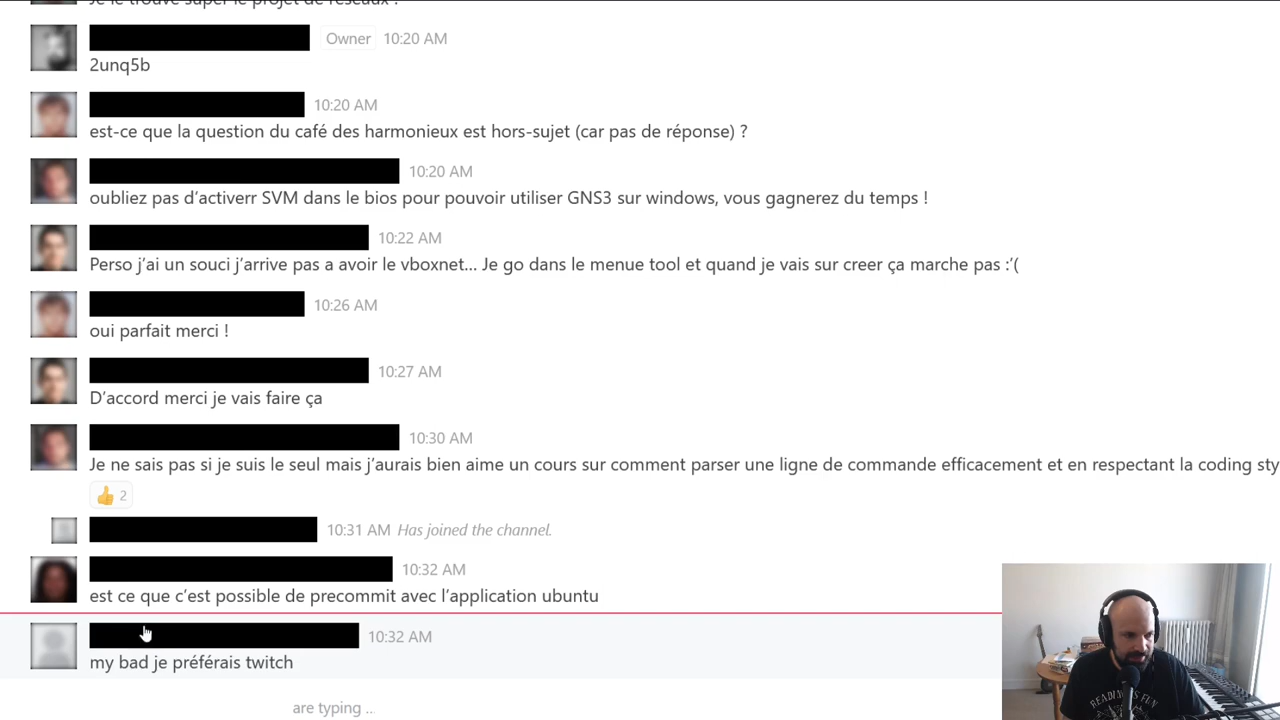 Je le trouve super le projet de réseaux !
Owner 10:20 AM
2unq5b
10:20 AM
est-ce que la question du café des harmonieux est hors-sujet (car pas de réponse) ?
10:20 AM
oubliez pas d'activerr SVM dans le bios pour pouvoir utiliser GNS3 sur windows, vous gagnerez du temps !
10:22 AM
Perso j'ai un souci j'arrive pas a avoir le vboxnet... Je go dans le menue tool et quand je vais sur creer ça marche pas :'(
10:26 AM
oui parfait merci !
10:27 AM
D'accord merci je vais faire ça
10:30 AM
Je ne sais pas si je suis le seul mais j'aurais bien aime un cours sur comment parser une ligne de commande efficacement et en respectant la coding sty
2
10:31 AM Has joined the channel.
10:32 AM
est ce que c'est possible de precommit avec l'application ubuntu
10:32 AM
my bad je préférais twitch
are typing ...